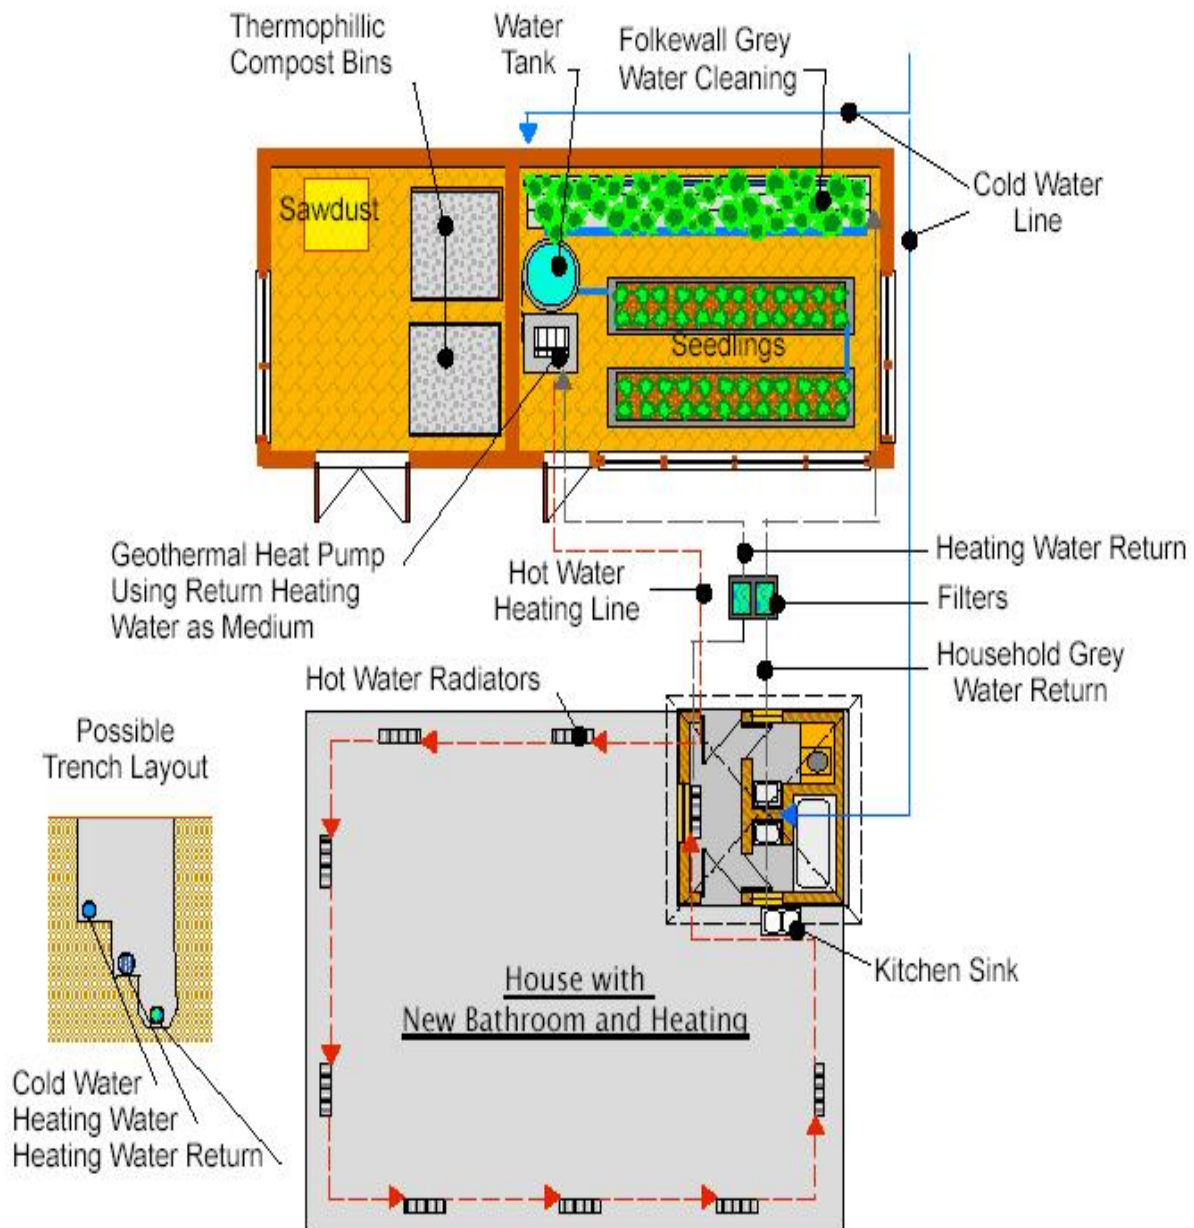 Thermophillic
Compost Bins
Water
Tank
Folkewall Grey
Water Cleaning
Cold Water
Line
Sawdust
Seedlings
Geothermal Heat Pump
Using Return Heating
Water as Medium
Hot Water
Heating Line
Heating Water Return
Filters
Household Grey
Water Return
Hot Water Radiators
Possible
Trench Layout
Kitchen Sink
House with
New Bathroom and Heating
Cold Water
Heating Water
Heating Water Return